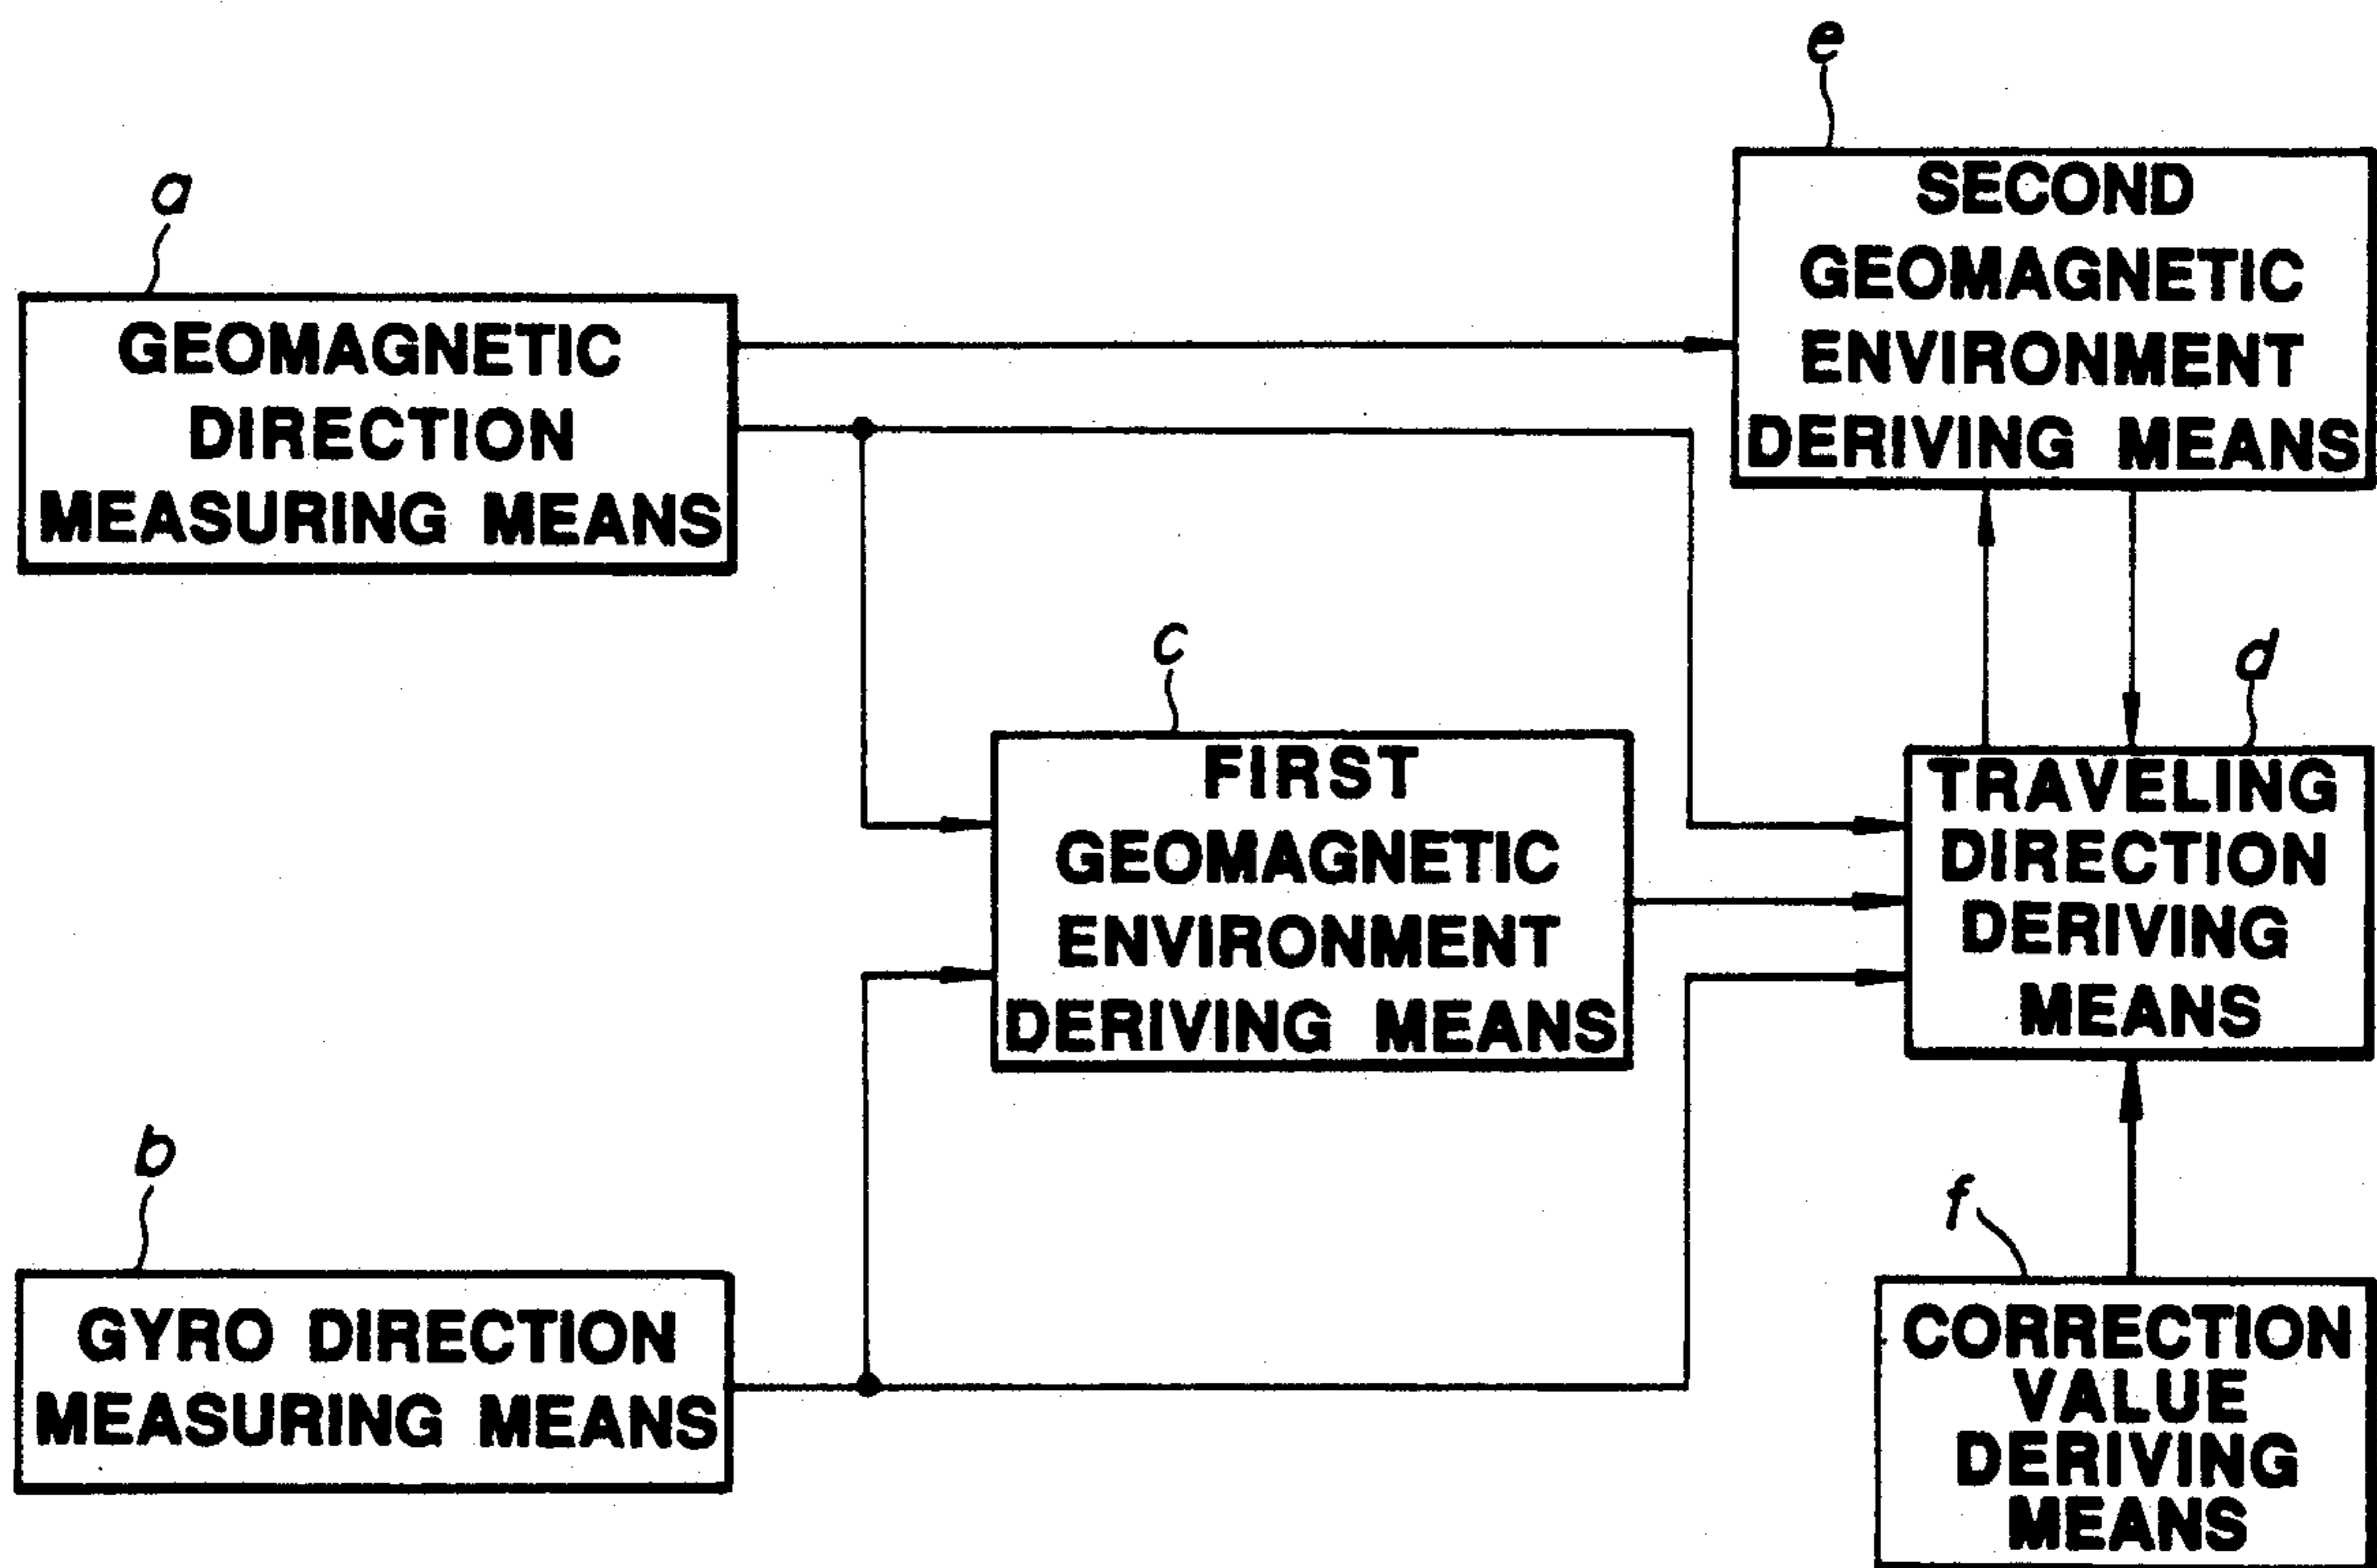 a
GEOMAGNETIC
DIRECTION
MEASURING MEANS
e
SECOND
GEOMAGNETIC
ENVIRONMENT
DERIVING MEANS
c
FIRST
GEOMAGNETIC
ENVIRONMENT
DERIVING MEANS
d
TRAVELING
DIRECTION
DERIVING
MEANS
b
GYRO DIRECTION
MEASURING MEANS
f
CORRECTION
VALUE
DERIVING
MEANS